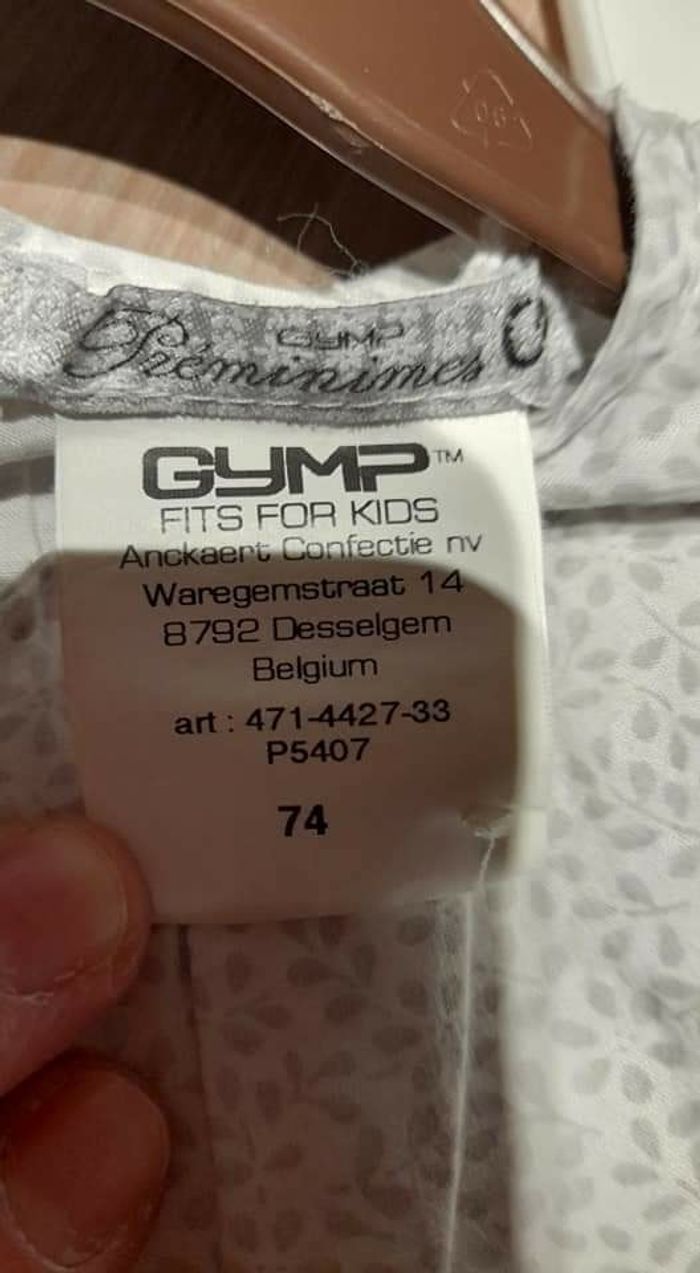 06
GYMP
Préminimes
GYMP™
FITS FOR KIDS
Anckaert Confectie nv
Waregemstraat 14
8792 Desselgem
Belgium
art : 471-4427-33
P5407
74